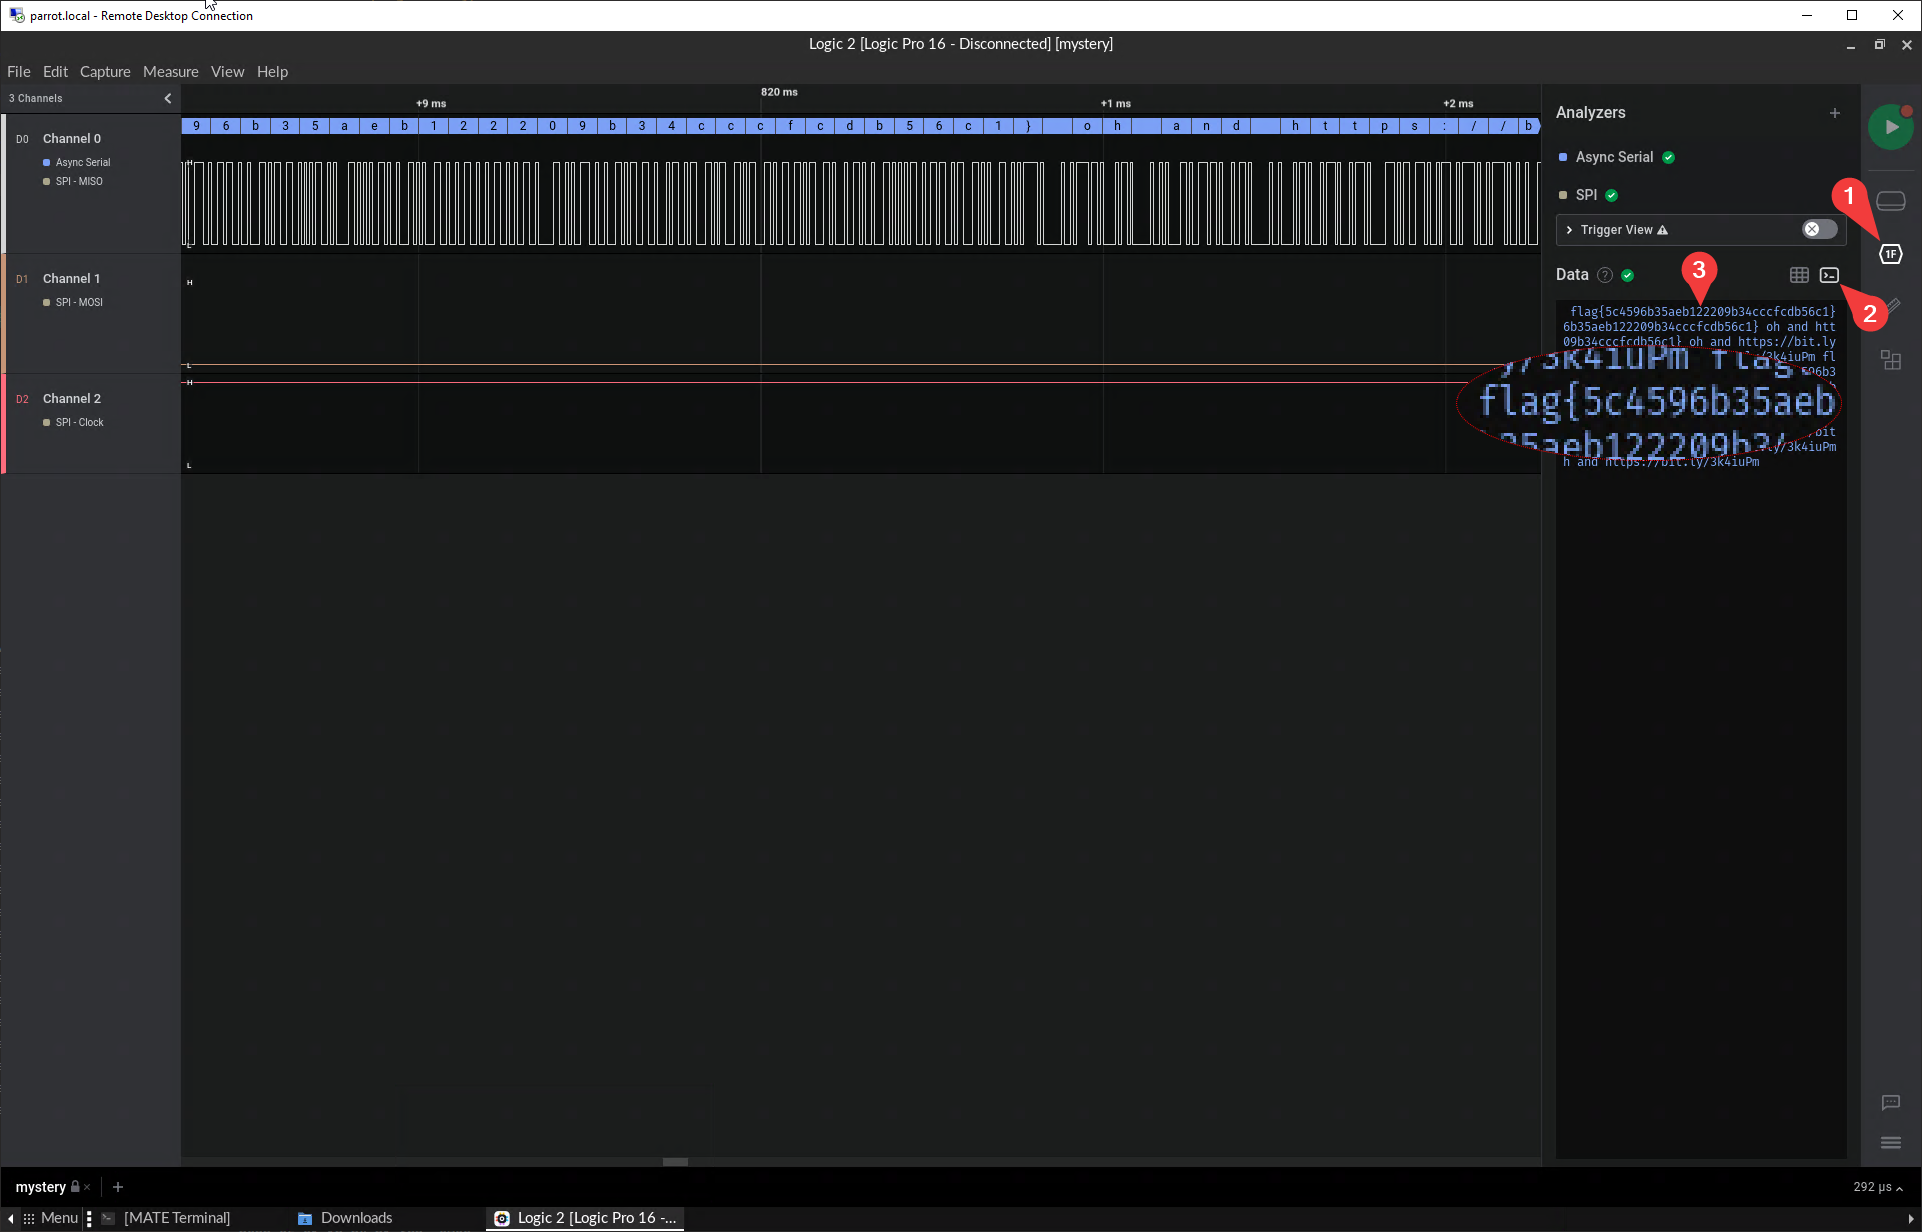 parrot.local - Remote Desktop Connection
Logic 2 [Logic Pro 16 - Disconnected] [mystery]
File Edit Capture Measure View Help
3 Channels
+9 ms
820 ms
+1 ms
+2 ms
9 6 b 3 5 a e b 1 2 2 2 0 9 b 3 4 c c c f c d b 5 6 c 1 } o h a n d h t t p s : / / b
D0 Channel 0
Async Serial
SPI - MISO
H
L
D1 Channel 1
SPI - MOSI
H
L
D2 Channel 2
SPI - Clock
H
L
Analyzers
Async Serial
SPI
Trigger View
Data ?
1
1F
2
3
flag{5c4596b35aeb122209b34cccfcdb56c1}
6b35aeb122209b34cccfcdb56c1} oh and htt
09b34cccfcdb56c1} oh and https://bit.ly
/3k4iuPm fl
596b3
/3k4iuPm flag
flag{5c4596b35aeb
35aeb122209b34
/bit
ly/3k4iuPm
h and https://bit.ly/3k4iuPm
mystery
292 µs
Menu [MATE Terminal] Downloads Logic 2 [Logic Pro 16 -...